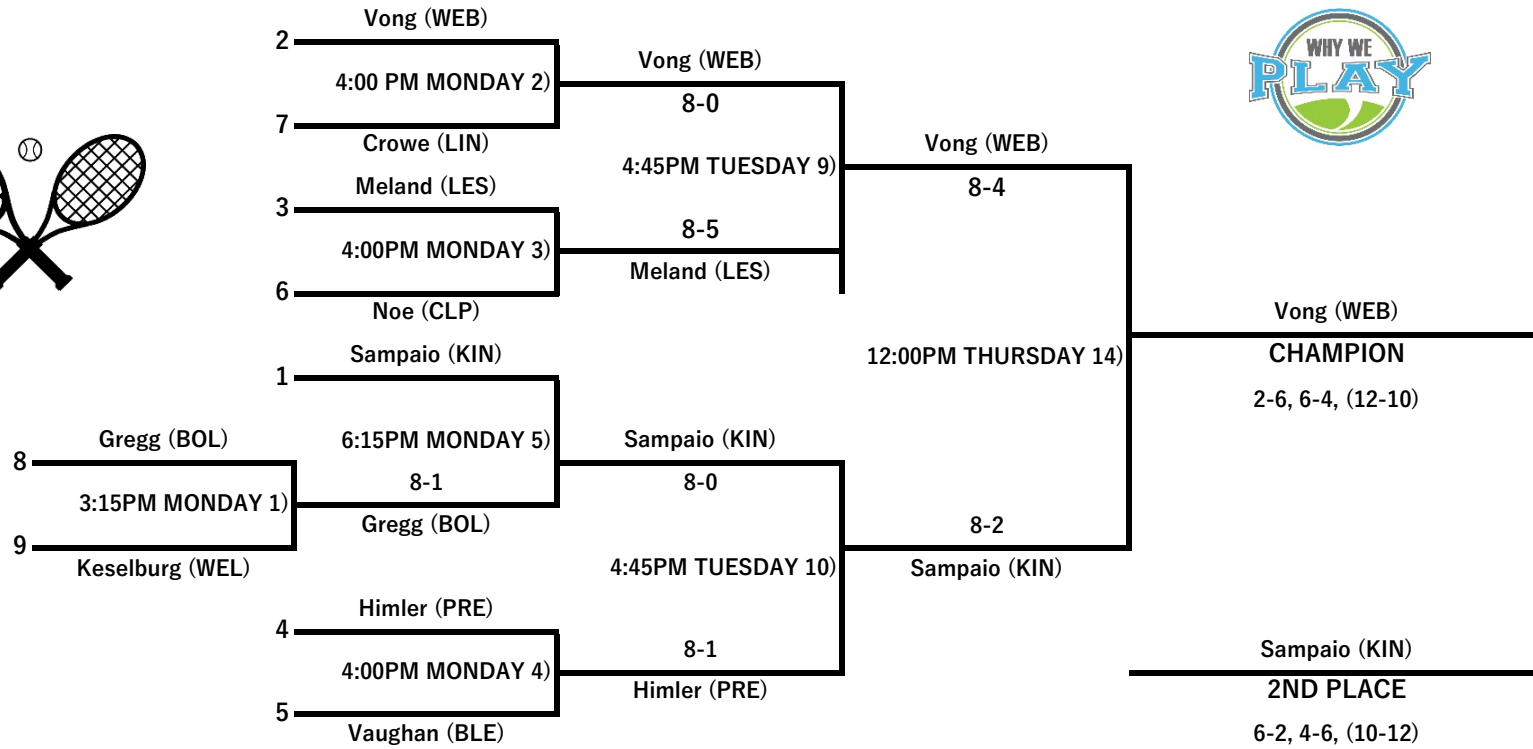 Vong (WEB)
2
4:00 PM MONDAY 2)
7
Crowe (LIN)
Vong (WEB)
8-0
Meland (LES)
3
4:00PM MONDAY 3)
6
Noe (CLP)
4:45PM TUESDAY 9)
8-5
Meland (LES)
Vong (WEB)
8-4
WHY WE
PLAY
Sampaio (KIN)
1
6:15PM MONDAY 5)
8-1
Gregg (BOL)
Gregg (BOL)
8
3:15PM MONDAY 1)
9
Keselburg (WEL)
Sampaio (KIN)
8-0
4:45PM TUESDAY 10)
Himler (PRE)
4
4:00PM MONDAY 4)
5
Vaughan (BLE)
8-1
Himler (PRE)
12:00PM THURSDAY 14)
8-2
Sampaio (KIN)
Vong (WEB)
CHAMPION
2-6, 6-4, (12-10)
Sampaio (KIN)
2ND PLACE
6-2, 4-6, (10-12)